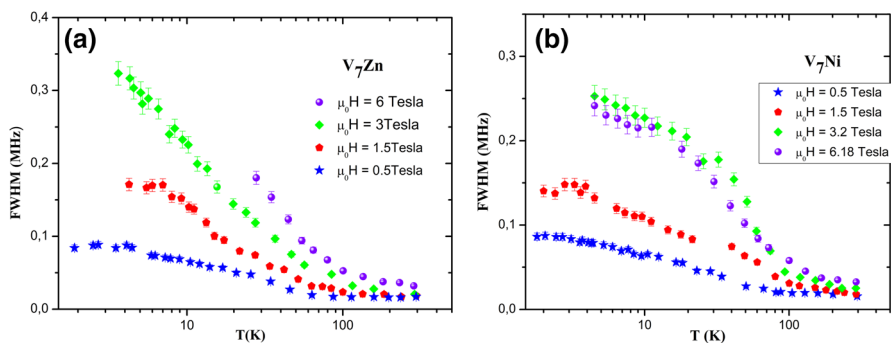 (a)
V7Zn
μ0H = 6 Tesla
μ0H = 3Tesla
μ0H = 1.5Tesla
μ0H = 0.5Tesla
FWHM (MHz)
0,4
0,3
0,2
0,1
0,0
10
100
T(K)
(b)
V7Ni
μ0H = 0.5 Tesla
μ0H = 1.5 Tesla
μ0H = 3.2 Tesla
μ0H = 6.18 Tesla
FWHM (MHz)
0,3
0,2
0,1
0,0
10
100
T (K)